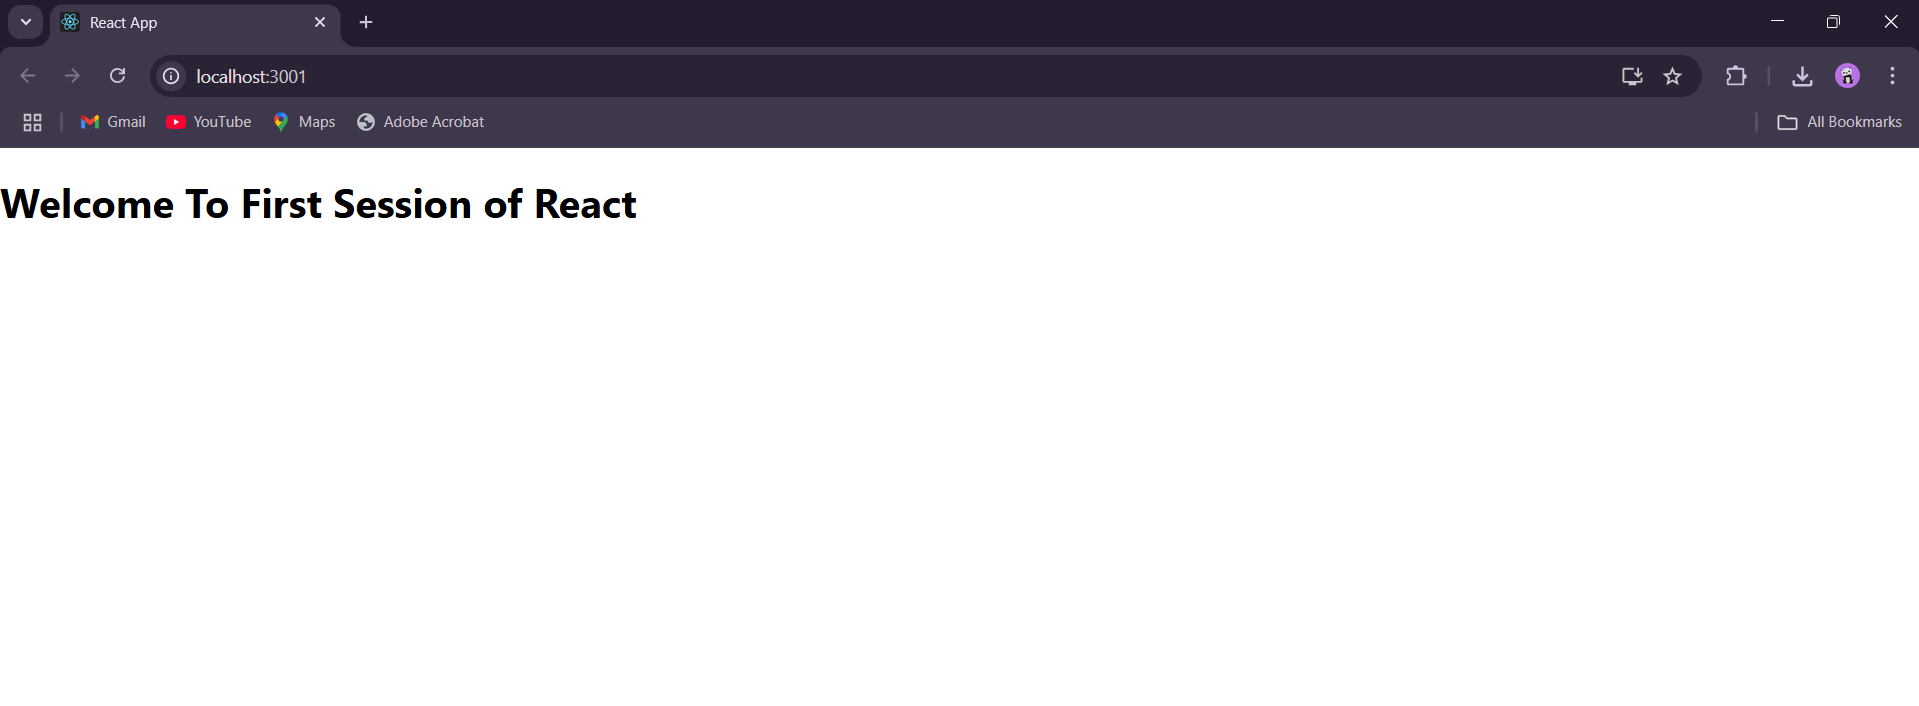 React App
localhost:3001
Gmail YouTube Maps Adobe Acrobat All Bookmarks
Welcome To First Session of React